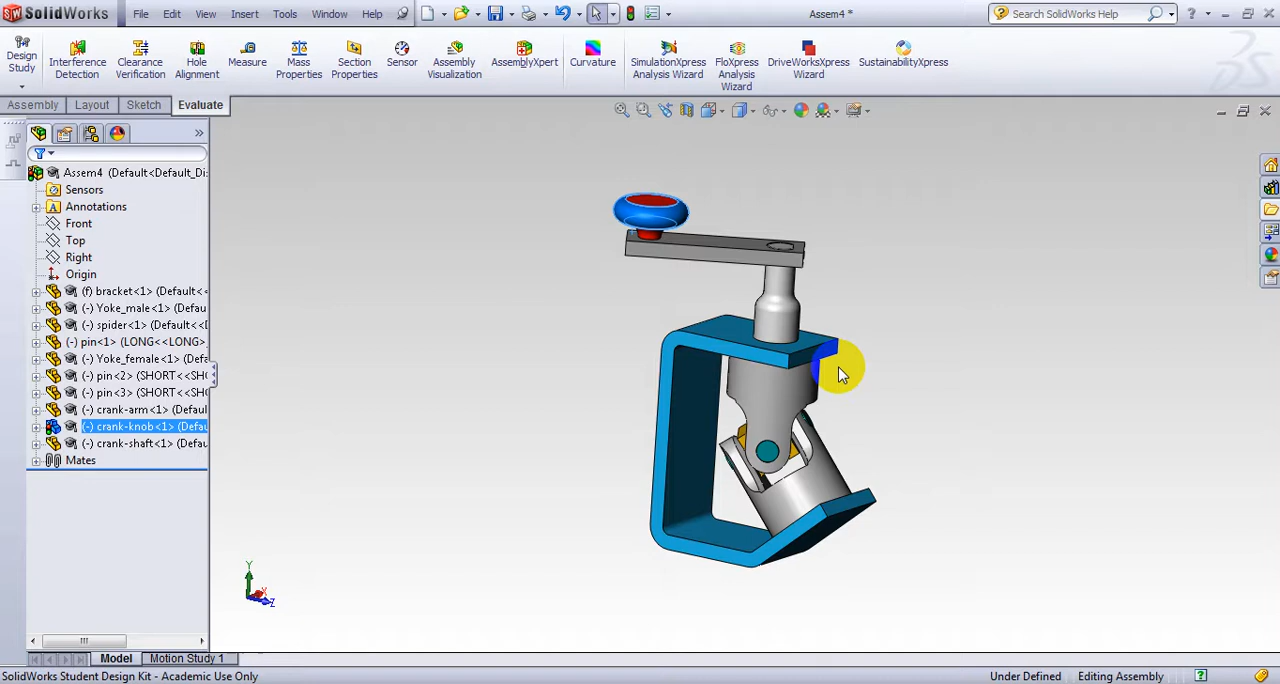 SolidWorks File Edit View Insert Tools Window Help Assem4 * Search SolidWorks Help
Design Study
Interference Detection
Clearance Verification
Hole Alignment
Measure
Mass Properties
Section Properties
Sensor
Assembly Visualization
AssemblyXpert
Curvature
SimulationXpress Analysis Wizard
FloXpress Analysis Wizard
DriveWorksXpress Wizard
SustainabilityXpress
Assembly Layout Sketch Evaluate
Assem4 (Default<Default_Di
Sensors
Annotations
Front
Top
Right
Origin
(f) bracket<1> (Default<
(-) Yoke_male<1> (Defau
(-) spider<1> (Default<<D
(-) pin<1> (LONG<<LONG>
(-) Yoke_female<1> (Defa
(-) pin<2> (SHORT<<SHO
(-) pin<3> (SHORT<<SHO
(-) crank-arm<1> (Default
(-) crank-knob<1> (Defau
(-) crank-shaft<1> (Defau
Mates
Y
X
Z
Model Motion Study 1
SolidWorks Student Design Kit - Academic Use Only Under Defined Editing Assembly